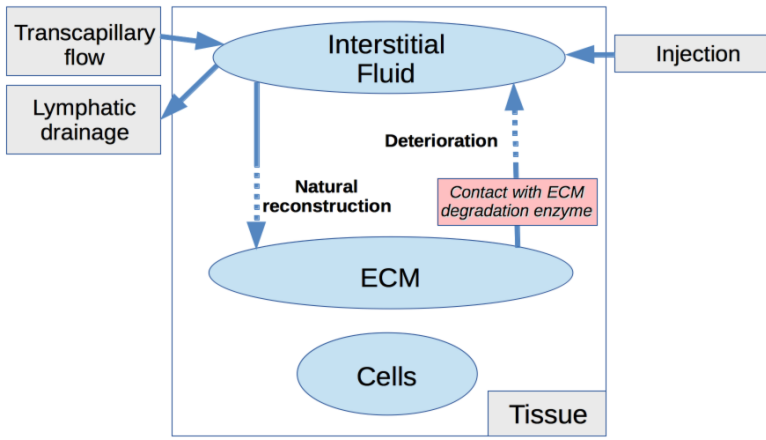 Transcapillary
flow
Interstitial
Fluid
Injection
Lymphatic
drainage
Deterioration
Natural
reconstruction
Contact with ECM
degradation enzyme
ECM
Cells
Tissue